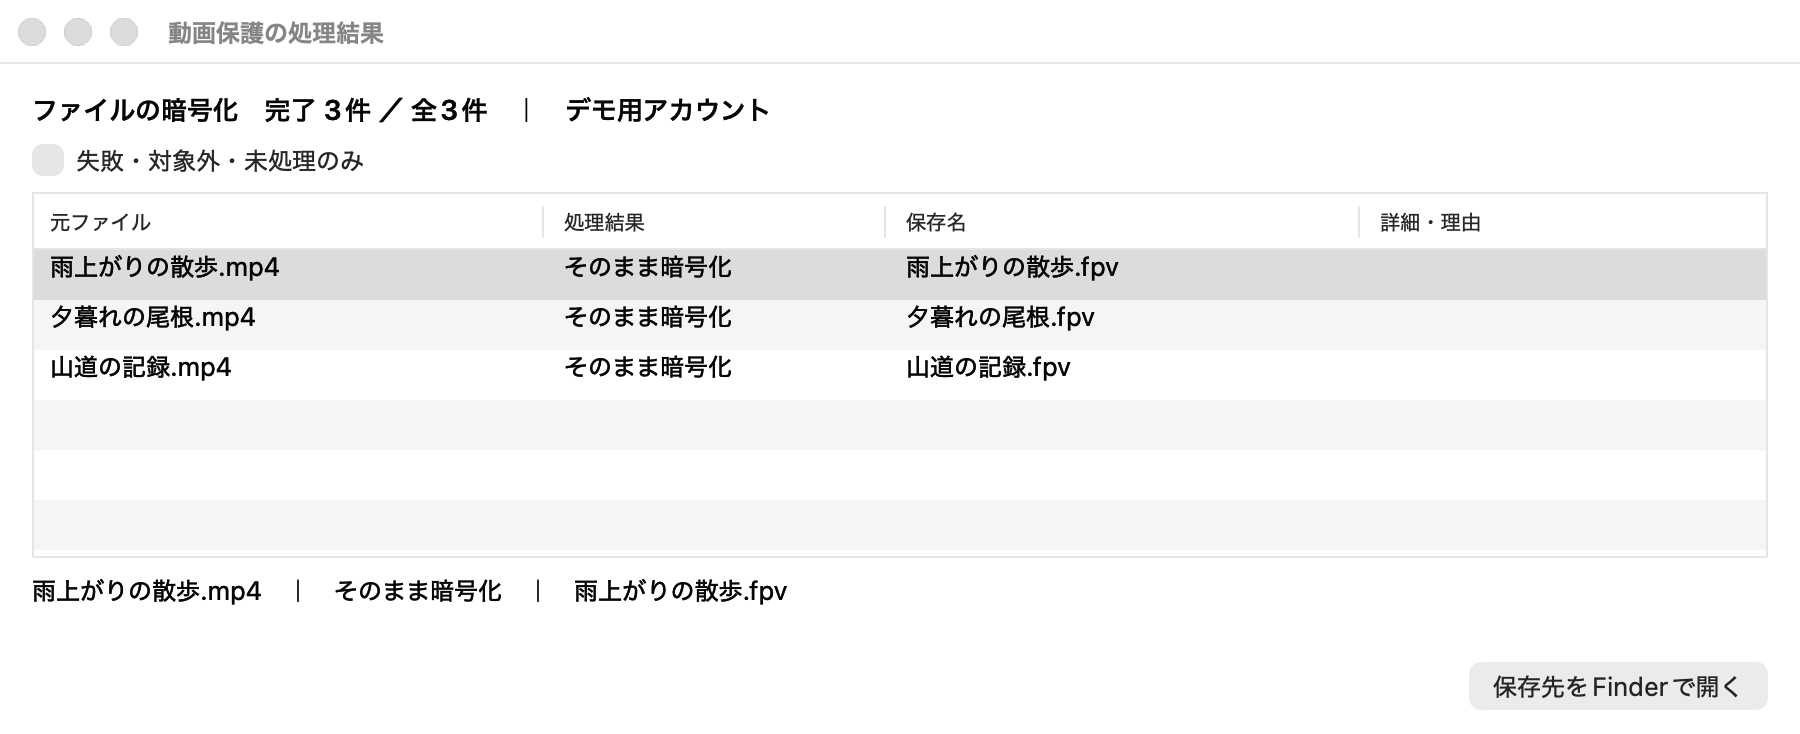 動画保護の処理結果
ファイルの暗号化　完了 3件 ／ 全3件　｜　デモ用アカウント
失敗・対象外・未処理のみ
元ファイル　処理結果　保存名　詳細・理由
雨上がりの散歩.mp4　そのまま暗号化　雨上がりの散歩.fpv
夕暮れの尾根.mp4　そのまま暗号化　夕暮れの尾根.fpv
山道の記録.mp4　そのまま暗号化　山道の記録.fpv
雨上がりの散歩.mp4　｜　そのまま暗号化　｜　雨上がりの散歩.fpv
保存先をFinderで開く